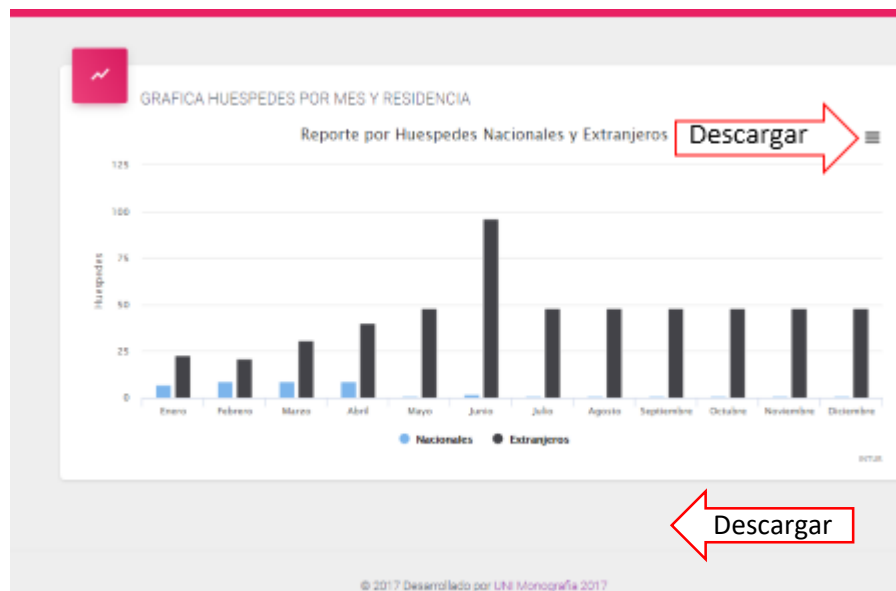 GRAFICA HUESPEDES POR MES Y RESIDENCIA
Reporte por Huespedes Nacionales y Extranjeros
Descargar
125
100
75
50
25
0
Huespedes
Enero Febrero Marzo Abril Mayo Junio Julio Agosto Septiembre Octubre Noviembre Diciembre
Nacionales Extranjeros
INTUR
Descargar
© 2017 Desarrollado por UNI Monografia 2017